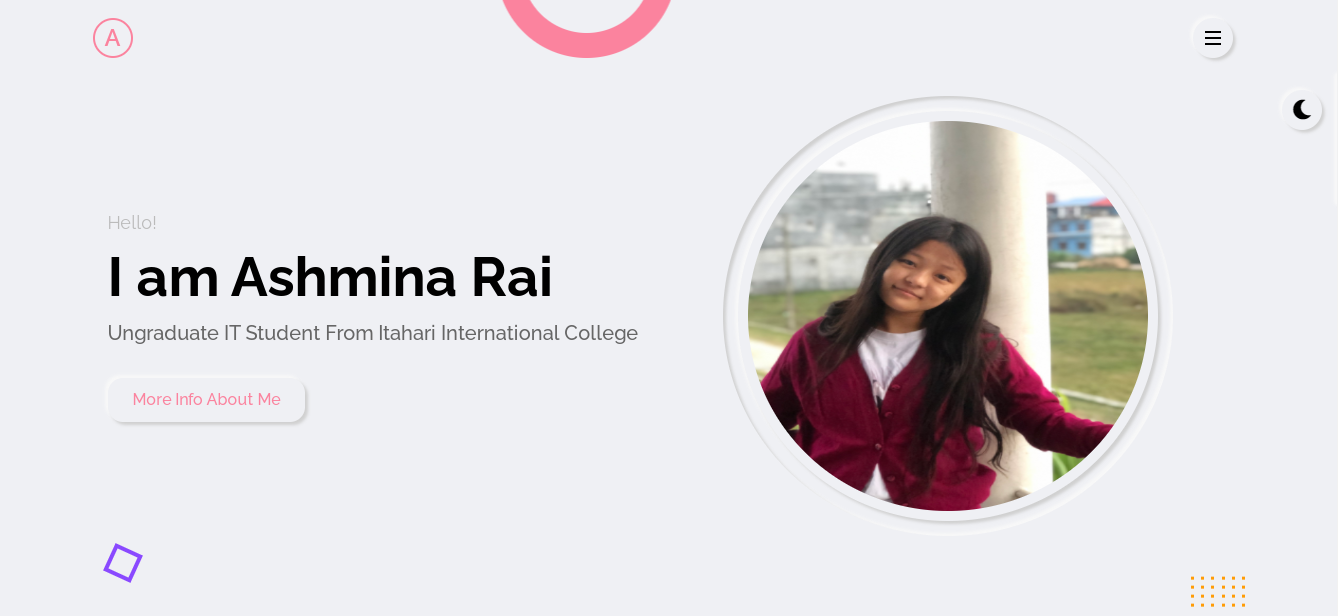 A
Hello!
I am Ashmina Rai
Ungraduate IT Student From Itahari International College
More Info About Me